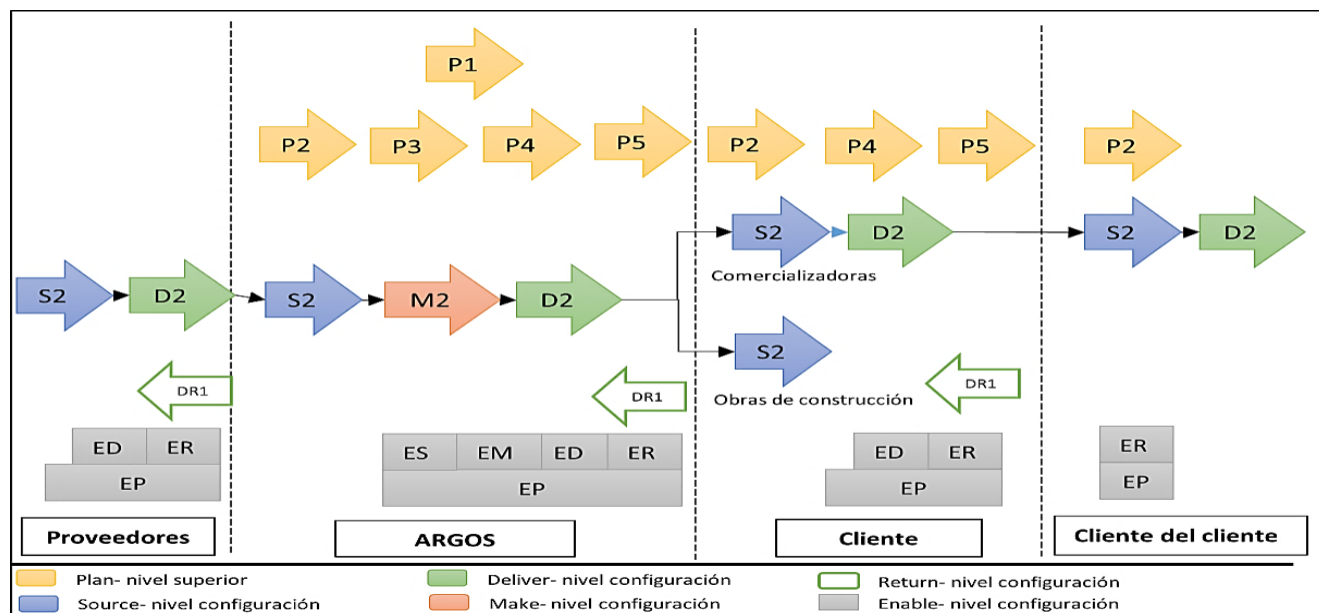 P1
P2
P3
P4
P5
P2
P4
P5
P2
S2
D2
S2
D2
Comercializadoras
S2
D2
S2
M2
D2
S2
Obras de construcción
DR1
DR1
DR1
ED ER
EP
ES EM ED ER
EP
ED ER
EP
ER
EP
Proveedores
ARGOS
Cliente
Cliente del cliente
Plan- nivel superior
Deliver- nivel configuración
Return- nivel configuración
Source- nivel configuración
Make- nivel configuración
Enable- nivel configuración